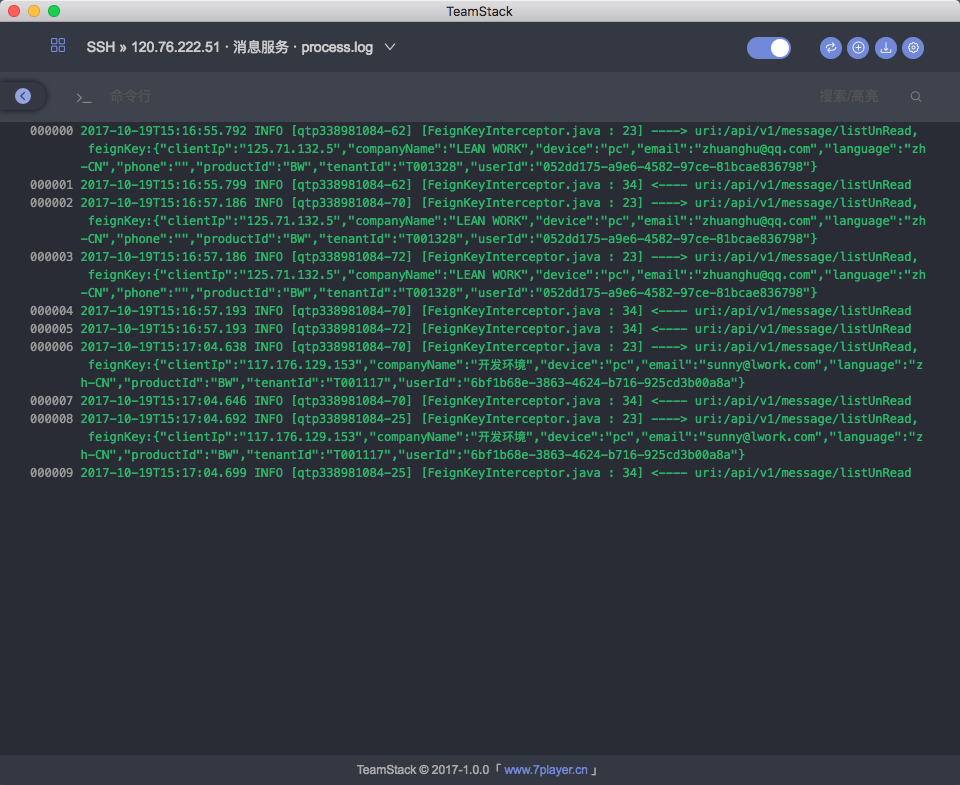 TeamStack
SSH » 120.76.222.51 · 消息服务 · process.log
命令行
搜索/高亮
000000 2017-10-19T15:16:55.792 INFO [qtp338981084-62] [FeignKeyInterceptor.java : 23] ----> uri:/api/v1/message/listUnRead,
feignKey:{"clientIp":"125.71.132.5","companyName":"LEAN WORK","device":"pc","email":"zhuanghu@qq.com","language":"zh
-CN","phone":"","productId":"BW","tenantId":"T001328","userId":"052dd175-a9e6-4582-97ce-81bcae836798"}
000001 2017-10-19T15:16:55.799 INFO [qtp338981084-62] [FeignKeyInterceptor.java : 34] <---- uri:/api/v1/message/listUnRead
000002 2017-10-19T15:16:57.186 INFO [qtp338981084-70] [FeignKeyInterceptor.java : 23] ----> uri:/api/v1/message/listUnRead,
feignKey:{"clientIp":"125.71.132.5","companyName":"LEAN WORK","device":"pc","email":"zhuanghu@qq.com","language":"zh
-CN","phone":"","productId":"BW","tenantId":"T001328","userId":"052dd175-a9e6-4582-97ce-81bcae836798"}
000003 2017-10-19T15:16:57.186 INFO [qtp338981084-72] [FeignKeyInterceptor.java : 23] ----> uri:/api/v1/message/listUnRead,
feignKey:{"clientIp":"125.71.132.5","companyName":"LEAN WORK","device":"pc","email":"zhuanghu@qq.com","language":"zh
-CN","phone":"","productId":"BW","tenantId":"T001328","userId":"052dd175-a9e6-4582-97ce-81bcae836798"}
000004 2017-10-19T15:16:57.193 INFO [qtp338981084-70] [FeignKeyInterceptor.java : 34] <---- uri:/api/v1/message/listUnRead
000005 2017-10-19T15:16:57.193 INFO [qtp338981084-72] [FeignKeyInterceptor.java : 34] <---- uri:/api/v1/message/listUnRead
000006 2017-10-19T15:17:04.638 INFO [qtp338981084-70] [FeignKeyInterceptor.java : 23] ----> uri:/api/v1/message/listUnRead,
feignKey:{"clientIp":"117.176.129.153","companyName":"开发环境","device":"pc","email":"sunny@lwork.com","language":"z
h-CN","productId":"BW","tenantId":"T001117","userId":"6bf1b68e-3863-4624-b716-925cd3b00a8a"}
000007 2017-10-19T15:17:04.646 INFO [qtp338981084-70] [FeignKeyInterceptor.java : 34] <---- uri:/api/v1/message/listUnRead
000008 2017-10-19T15:17:04.692 INFO [qtp338981084-25] [FeignKeyInterceptor.java : 23] ----> uri:/api/v1/message/listUnRead,
feignKey:{"clientIp":"117.176.129.153","companyName":"开发环境","device":"pc","email":"sunny@lwork.com","language":"z
h-CN","productId":"BW","tenantId":"T001117","userId":"6bf1b68e-3863-4624-b716-925cd3b00a8a"}
000009 2017-10-19T15:17:04.699 INFO [qtp338981084-25] [FeignKeyInterceptor.java : 34] <---- uri:/api/v1/message/listUnRead
TeamStack © 2017-1.0.0「 www.7player.cn 」